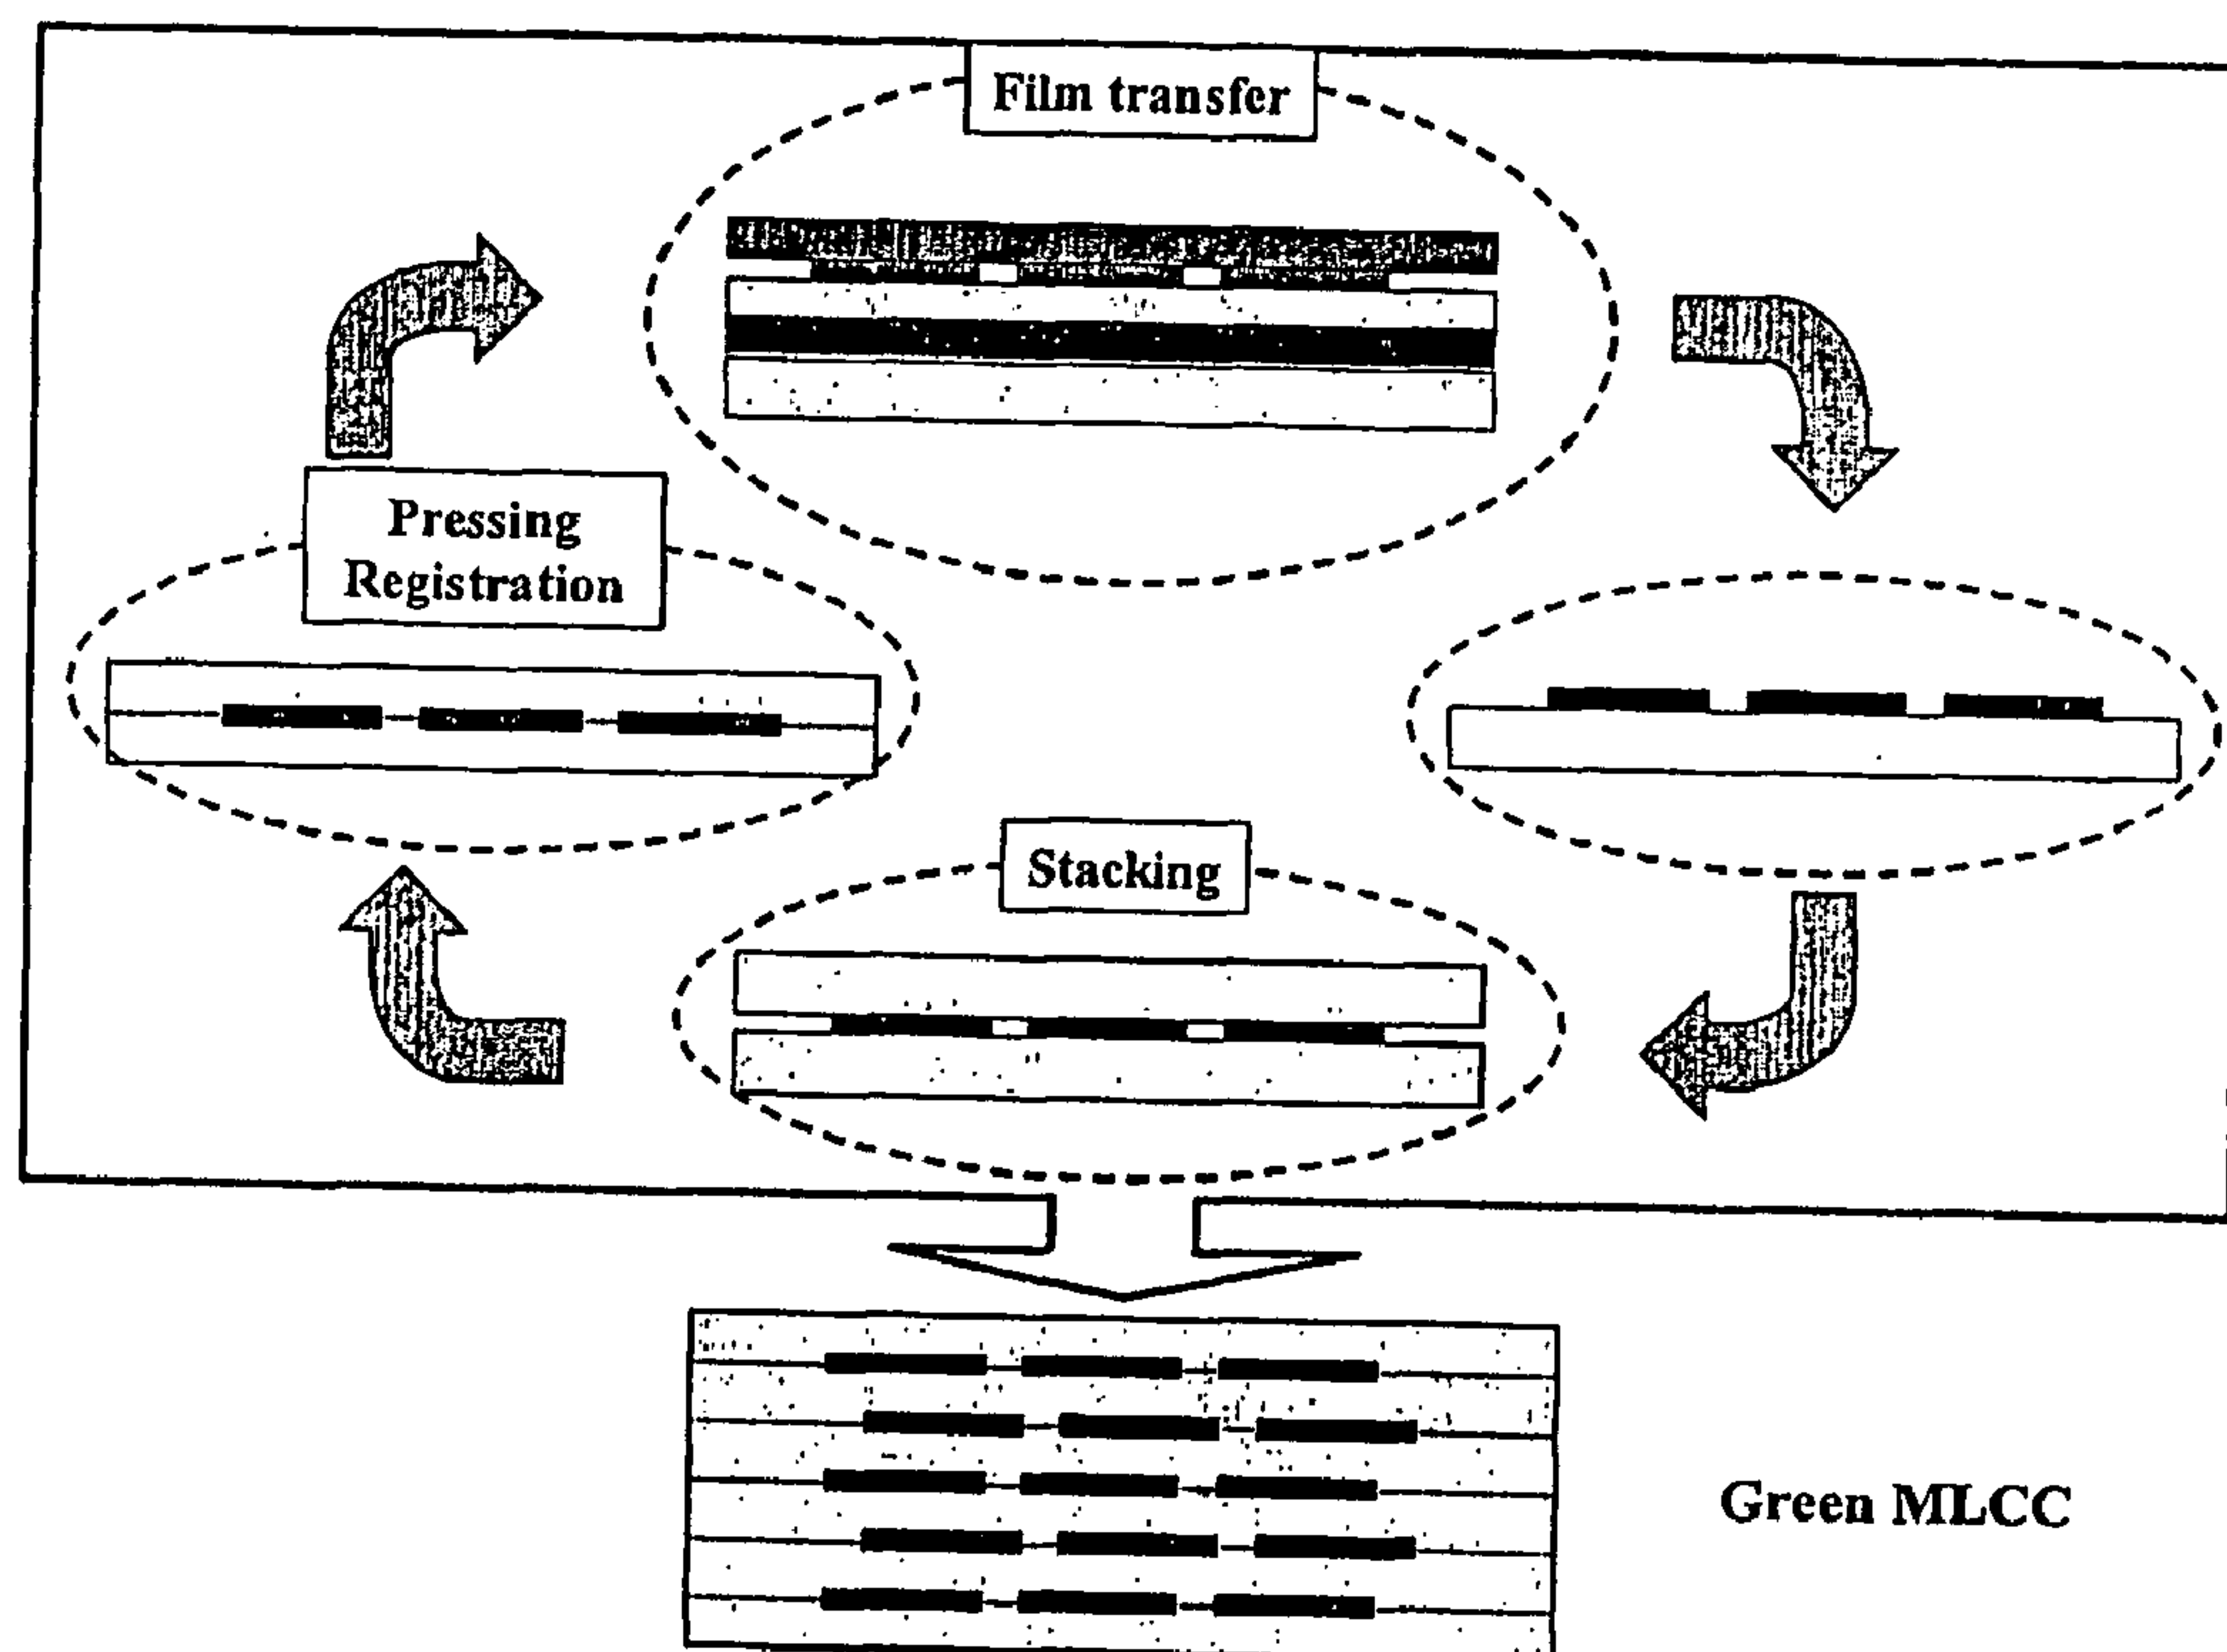 Film transfer
Pressing
Registration
Stacking
Green MLCC